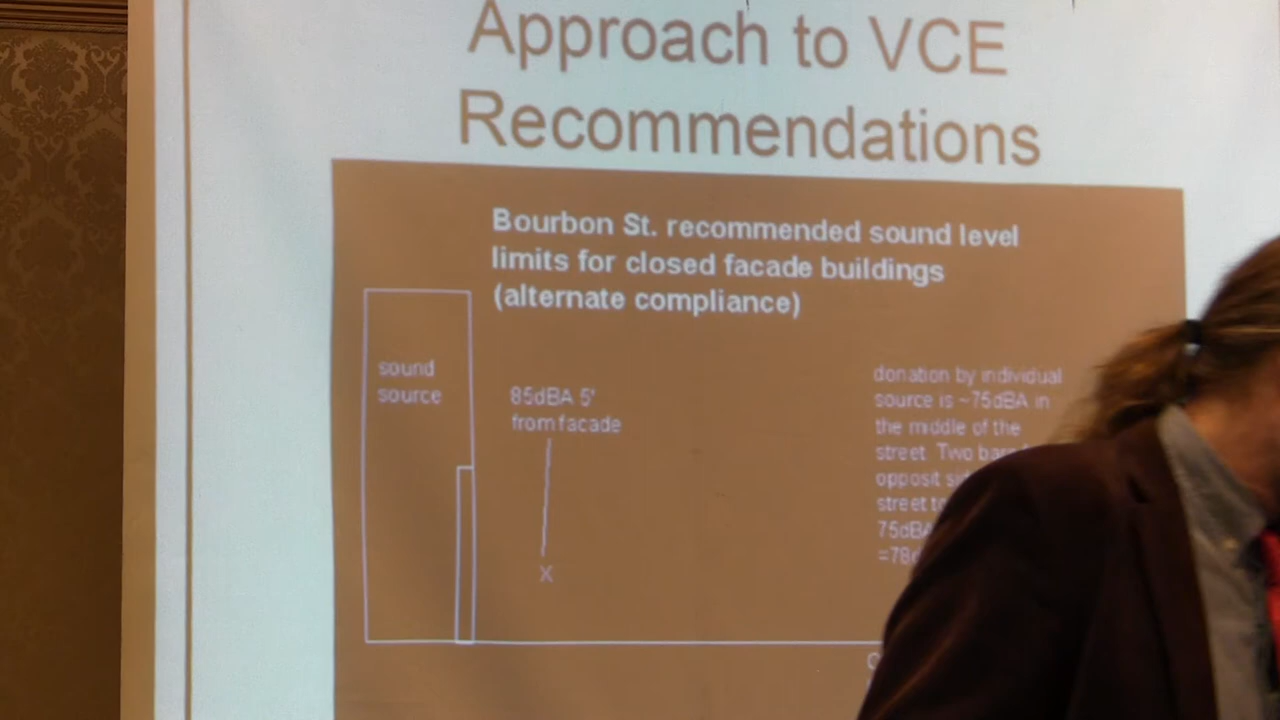 Approach to VCE
Recommendations
Bourbon St. recommended sound level
limits for closed facade buildings
(alternate compliance)
sound
source
85dBA 5'
from facade
X
donation by individual
source is ~75dBA in
the middle of the
street. Two
opposit
street
75dBA